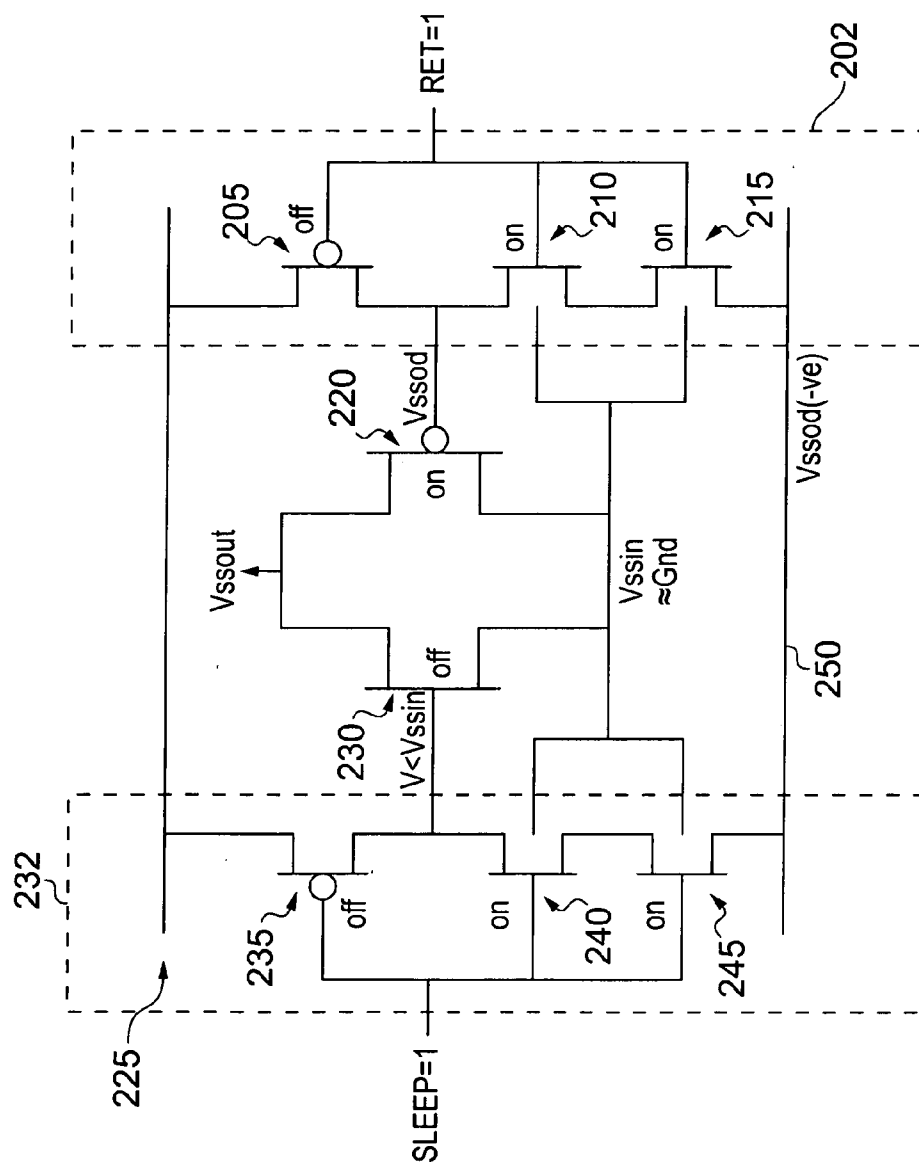 232
225
235
off
240
on
245
on
SLEEP=1
230
off
V<Vssin
Vssout
220
on
Vssod
Vssin
≈Gnd
250
Vssod(-ve)
205
off
210
on
215
on
RET=1
202